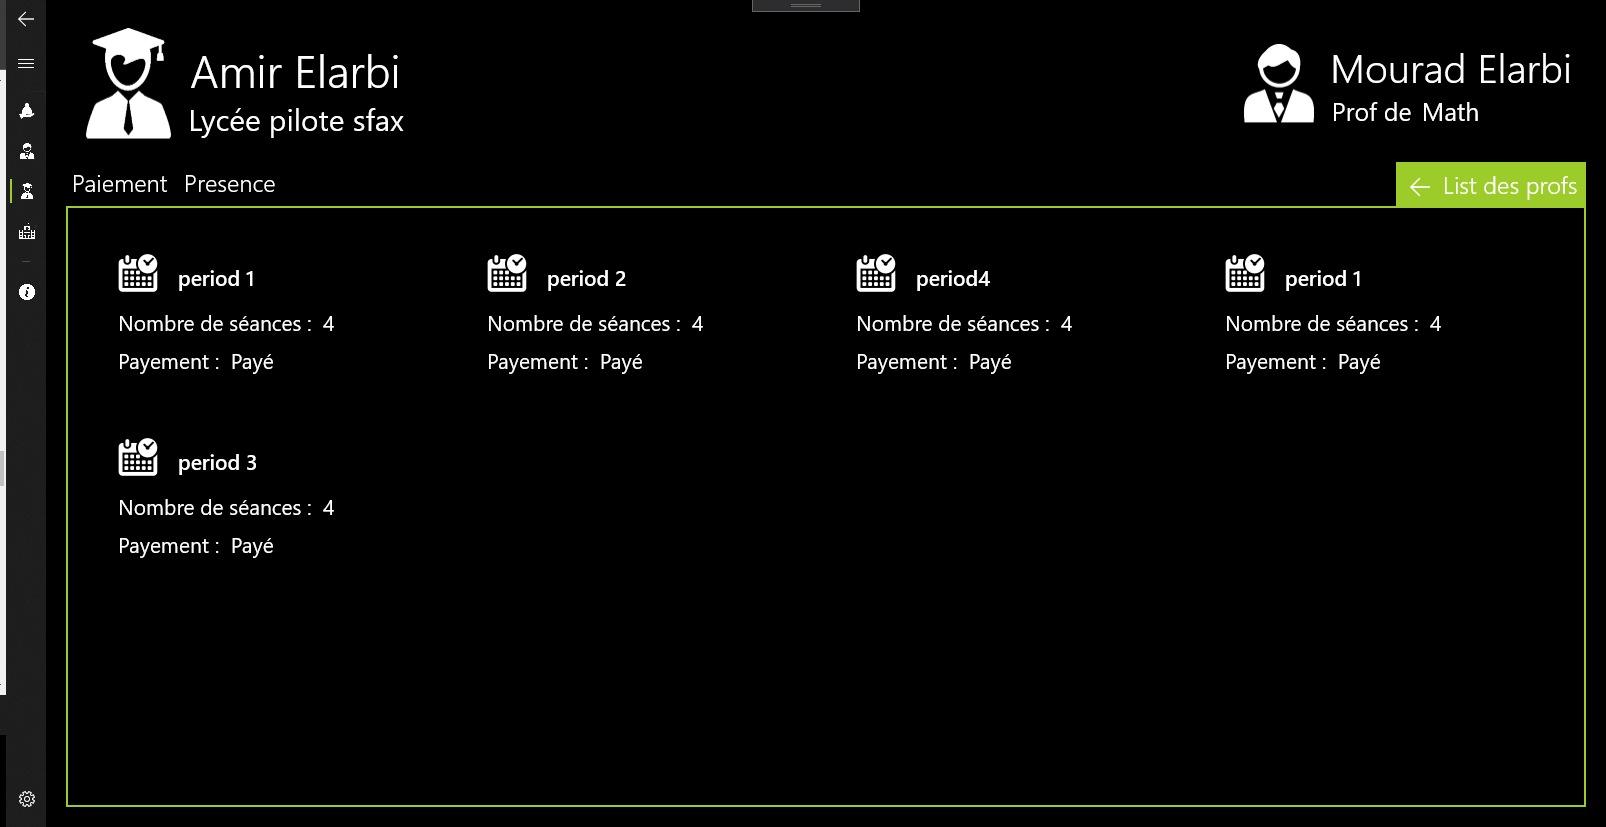 Amir Elarbi
Lycée pilote sfax
Mourad Elarbi
Prof de Math
Paiement Presence
List des profs
period 1
Nombre de séances : 4
Payement : Payé
period 2
Nombre de séances : 4
Payement : Payé
period4
Nombre de séances : 4
Payement : Payé
period 1
Nombre de séances : 4
Payement : Payé
period 3
Nombre de séances : 4
Payement : Payé